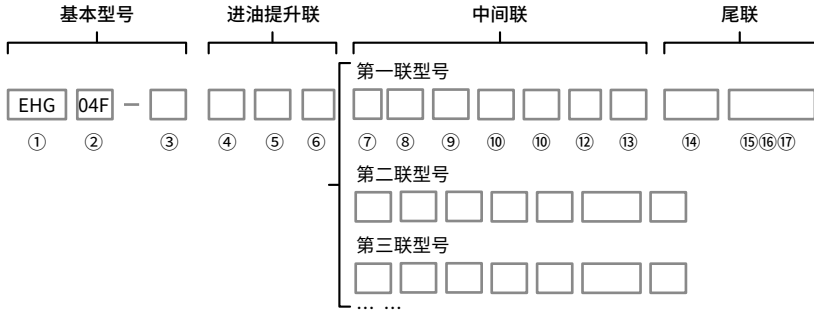 基本型号 进油提升联 中间联 尾联
第一联型号
EHG 04F －
① ② ③ ④ ⑤ ⑥ ⑦ ⑧ ⑨ ⑩ ⑩ ⑫ ⑬ ⑭ ⑮⑯⑰
第二联型号
第三联型号
… …